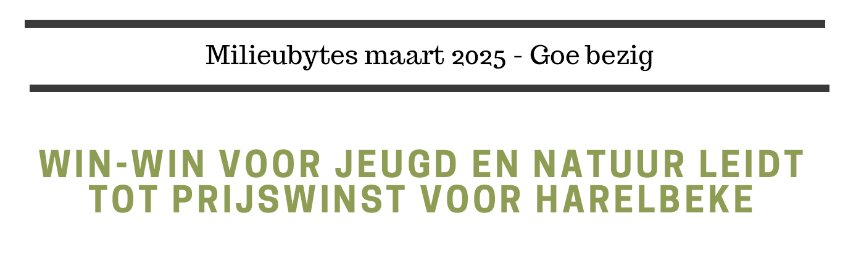 Milieubytes maart 2025 - Goe bezig
WIN-WIN VOOR JEUGD EN NATUUR LEIDT
TOT PRIJSWINST VOOR HARELBEKE